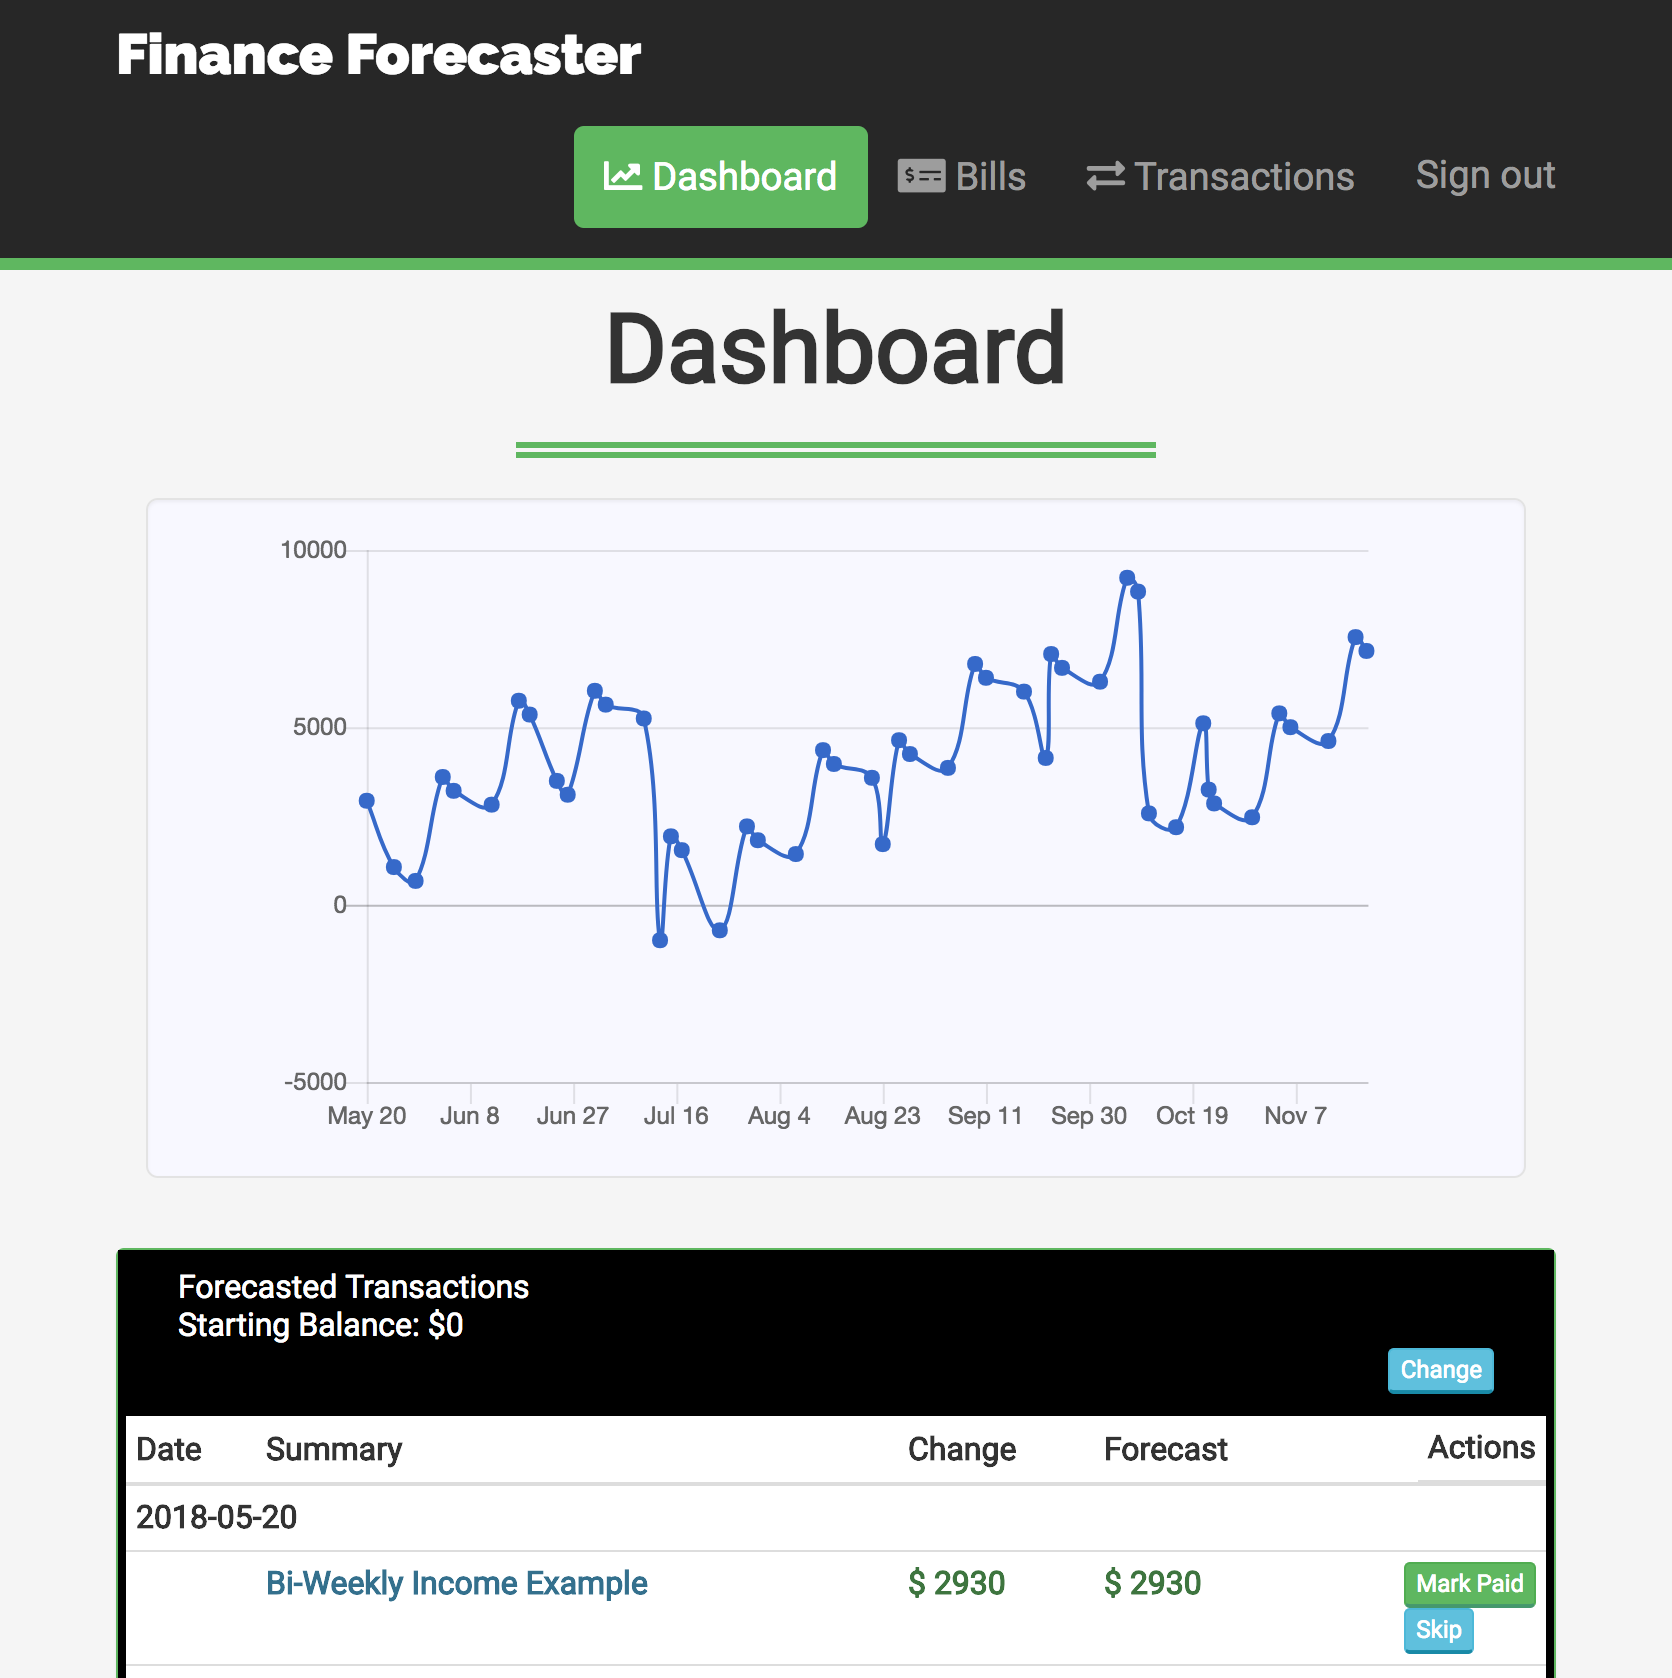 Finance Forecaster
Dashboard Bills Transactions Sign out
Dashboard
10000
5000
0
-5000
May 20 Jun 8 Jun 27 Jul 16 Aug 4 Aug 23 Sep 11 Sep 30 Oct 19 Nov 7
Forecasted Transactions
Starting Balance: $0
Change
Date Summary Change Forecast Actions
2018-05-20
Bi-Weekly Income Example $ 2930 $ 2930 Mark Paid
Skip